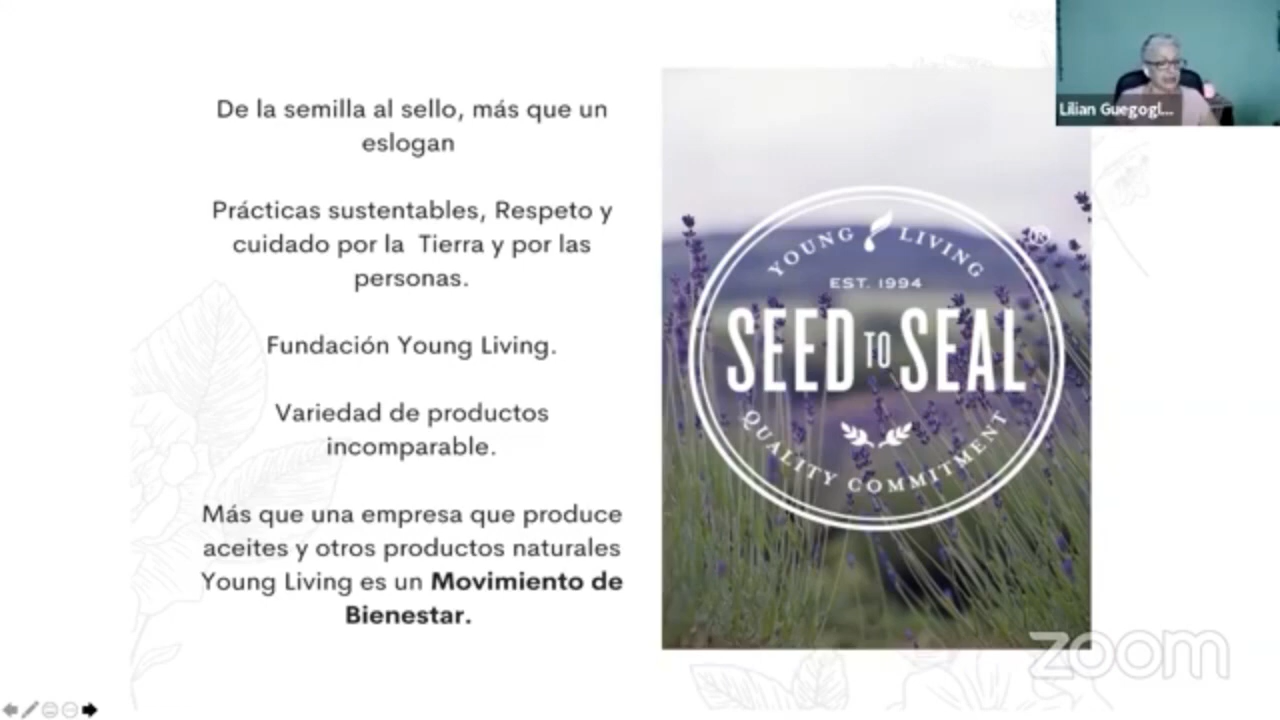 De la semilla al sello, más que un
eslogan
Prácticas sustentables, Respeto y
cuidado por la Tierra y por las
personas.
Fundación Young Living.
Variedad de productos
incomparable.
Más que una empresa que produce
aceites y otros productos naturales
Young Living es un Movimiento de
Bienestar.
YOUNG LIVING
EST. 1994
SEED TO SEAL
QUALITY COMMITMENT
®
Lilian Guegogl...
zoom